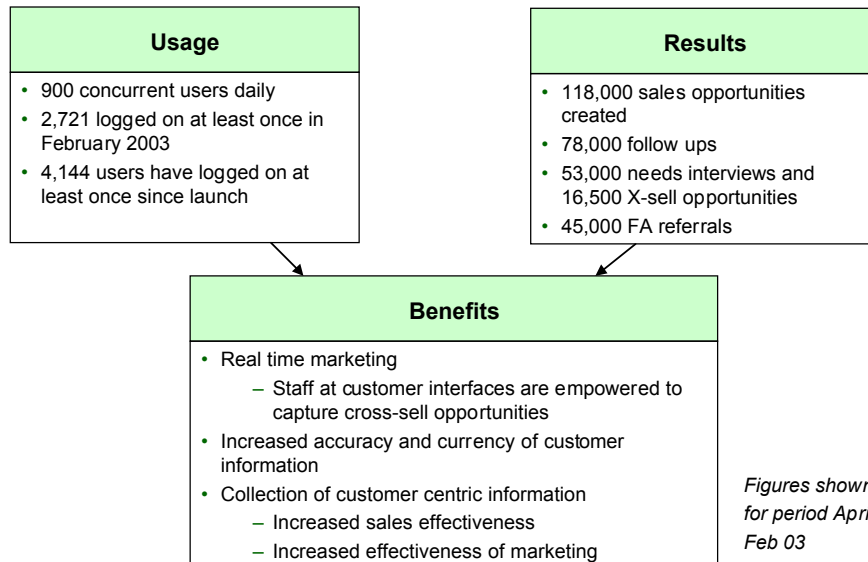 Usage
• 900 concurrent users daily
• 2,721 logged on at least once in
February 2003
• 4,144 users have logged on at
least once since launch
Results
• 118,000 sales opportunities
created
• 78,000 follow ups
• 53,000 needs interviews and
16,500 X-sell opportunities
• 45,000 FA referrals
Benefits
• Real time marketing
– Staff at customer interfaces are empowered to
capture cross-sell opportunities
• Increased accuracy and currency of customer
information
• Collection of customer centric information
– Increased sales effectiveness
– Increased effectiveness of marketing
Figures shown
for period Apri
Feb 03